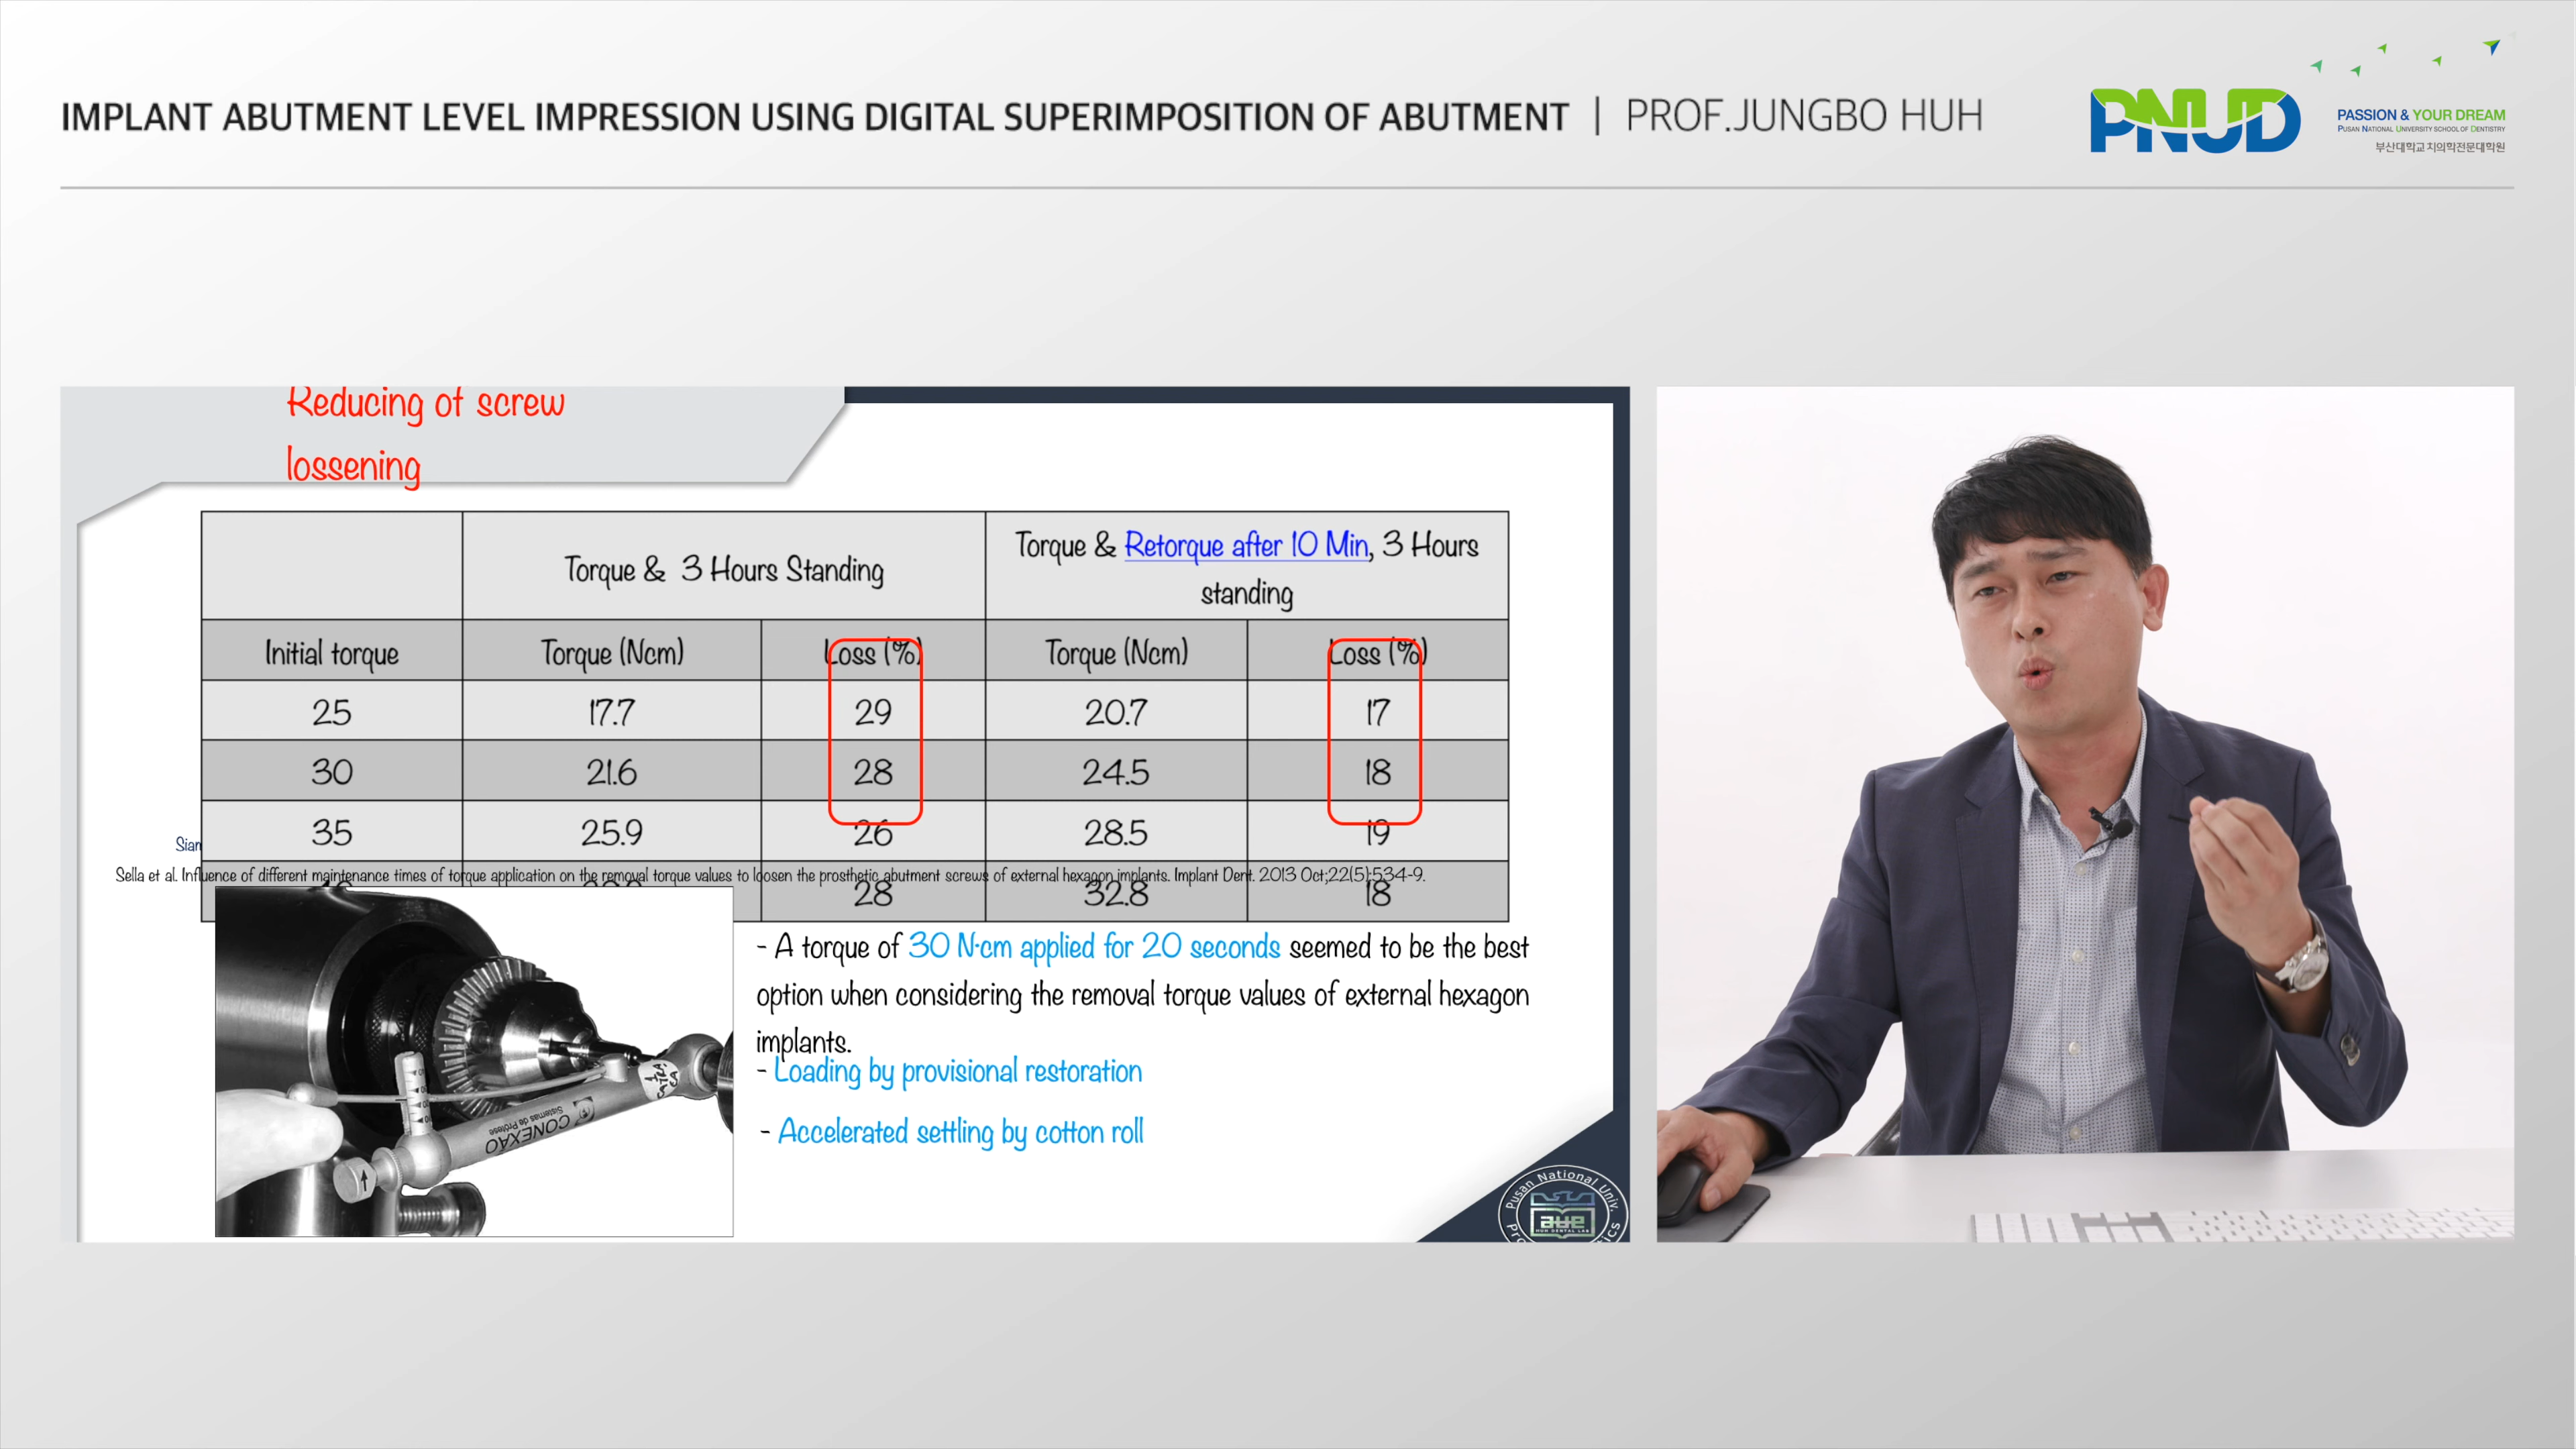 IMPLANT ABUTMENT LEVEL IMPRESSION USING DIGITAL SUPERIMPOSITION OF ABUTMENT | PROF.JUNGBO HUH
PNUD
PASSION & YOUR DREAM
PUSAN NATIONAL UNIVERSITY SCHOOL OF DENTISTRY
부산대학교 치의학전문대학원
Reducing of screw
lossening
Torque & 3 Hours Standing
Torque & Retorque after 10 Min, 3 Hours
standing
Initial torque Torque (Ncm) Loss (%) Torque (Ncm) Loss (%)
25 17.7 29 20.7 17
30 21.6 28 24.5 18
35 25.9 26 28.5 19
Sella et al. Influence of different maintenance times of torque application on the removal torque values to loosen the prosthetic abutment screws of external hexagon implants. Implant Dent. 2013 Oct;22(5):534-9.
28 32.8 18
- A torque of 30 N·cm applied for 20 seconds seemed to be the best
option when considering the removal torque values of external hexagon
implants.
- Loading by provisional restoration
- Accelerated settling by cotton roll
CONEXAO
Sistemas de Prótese
Pusan National Univ.